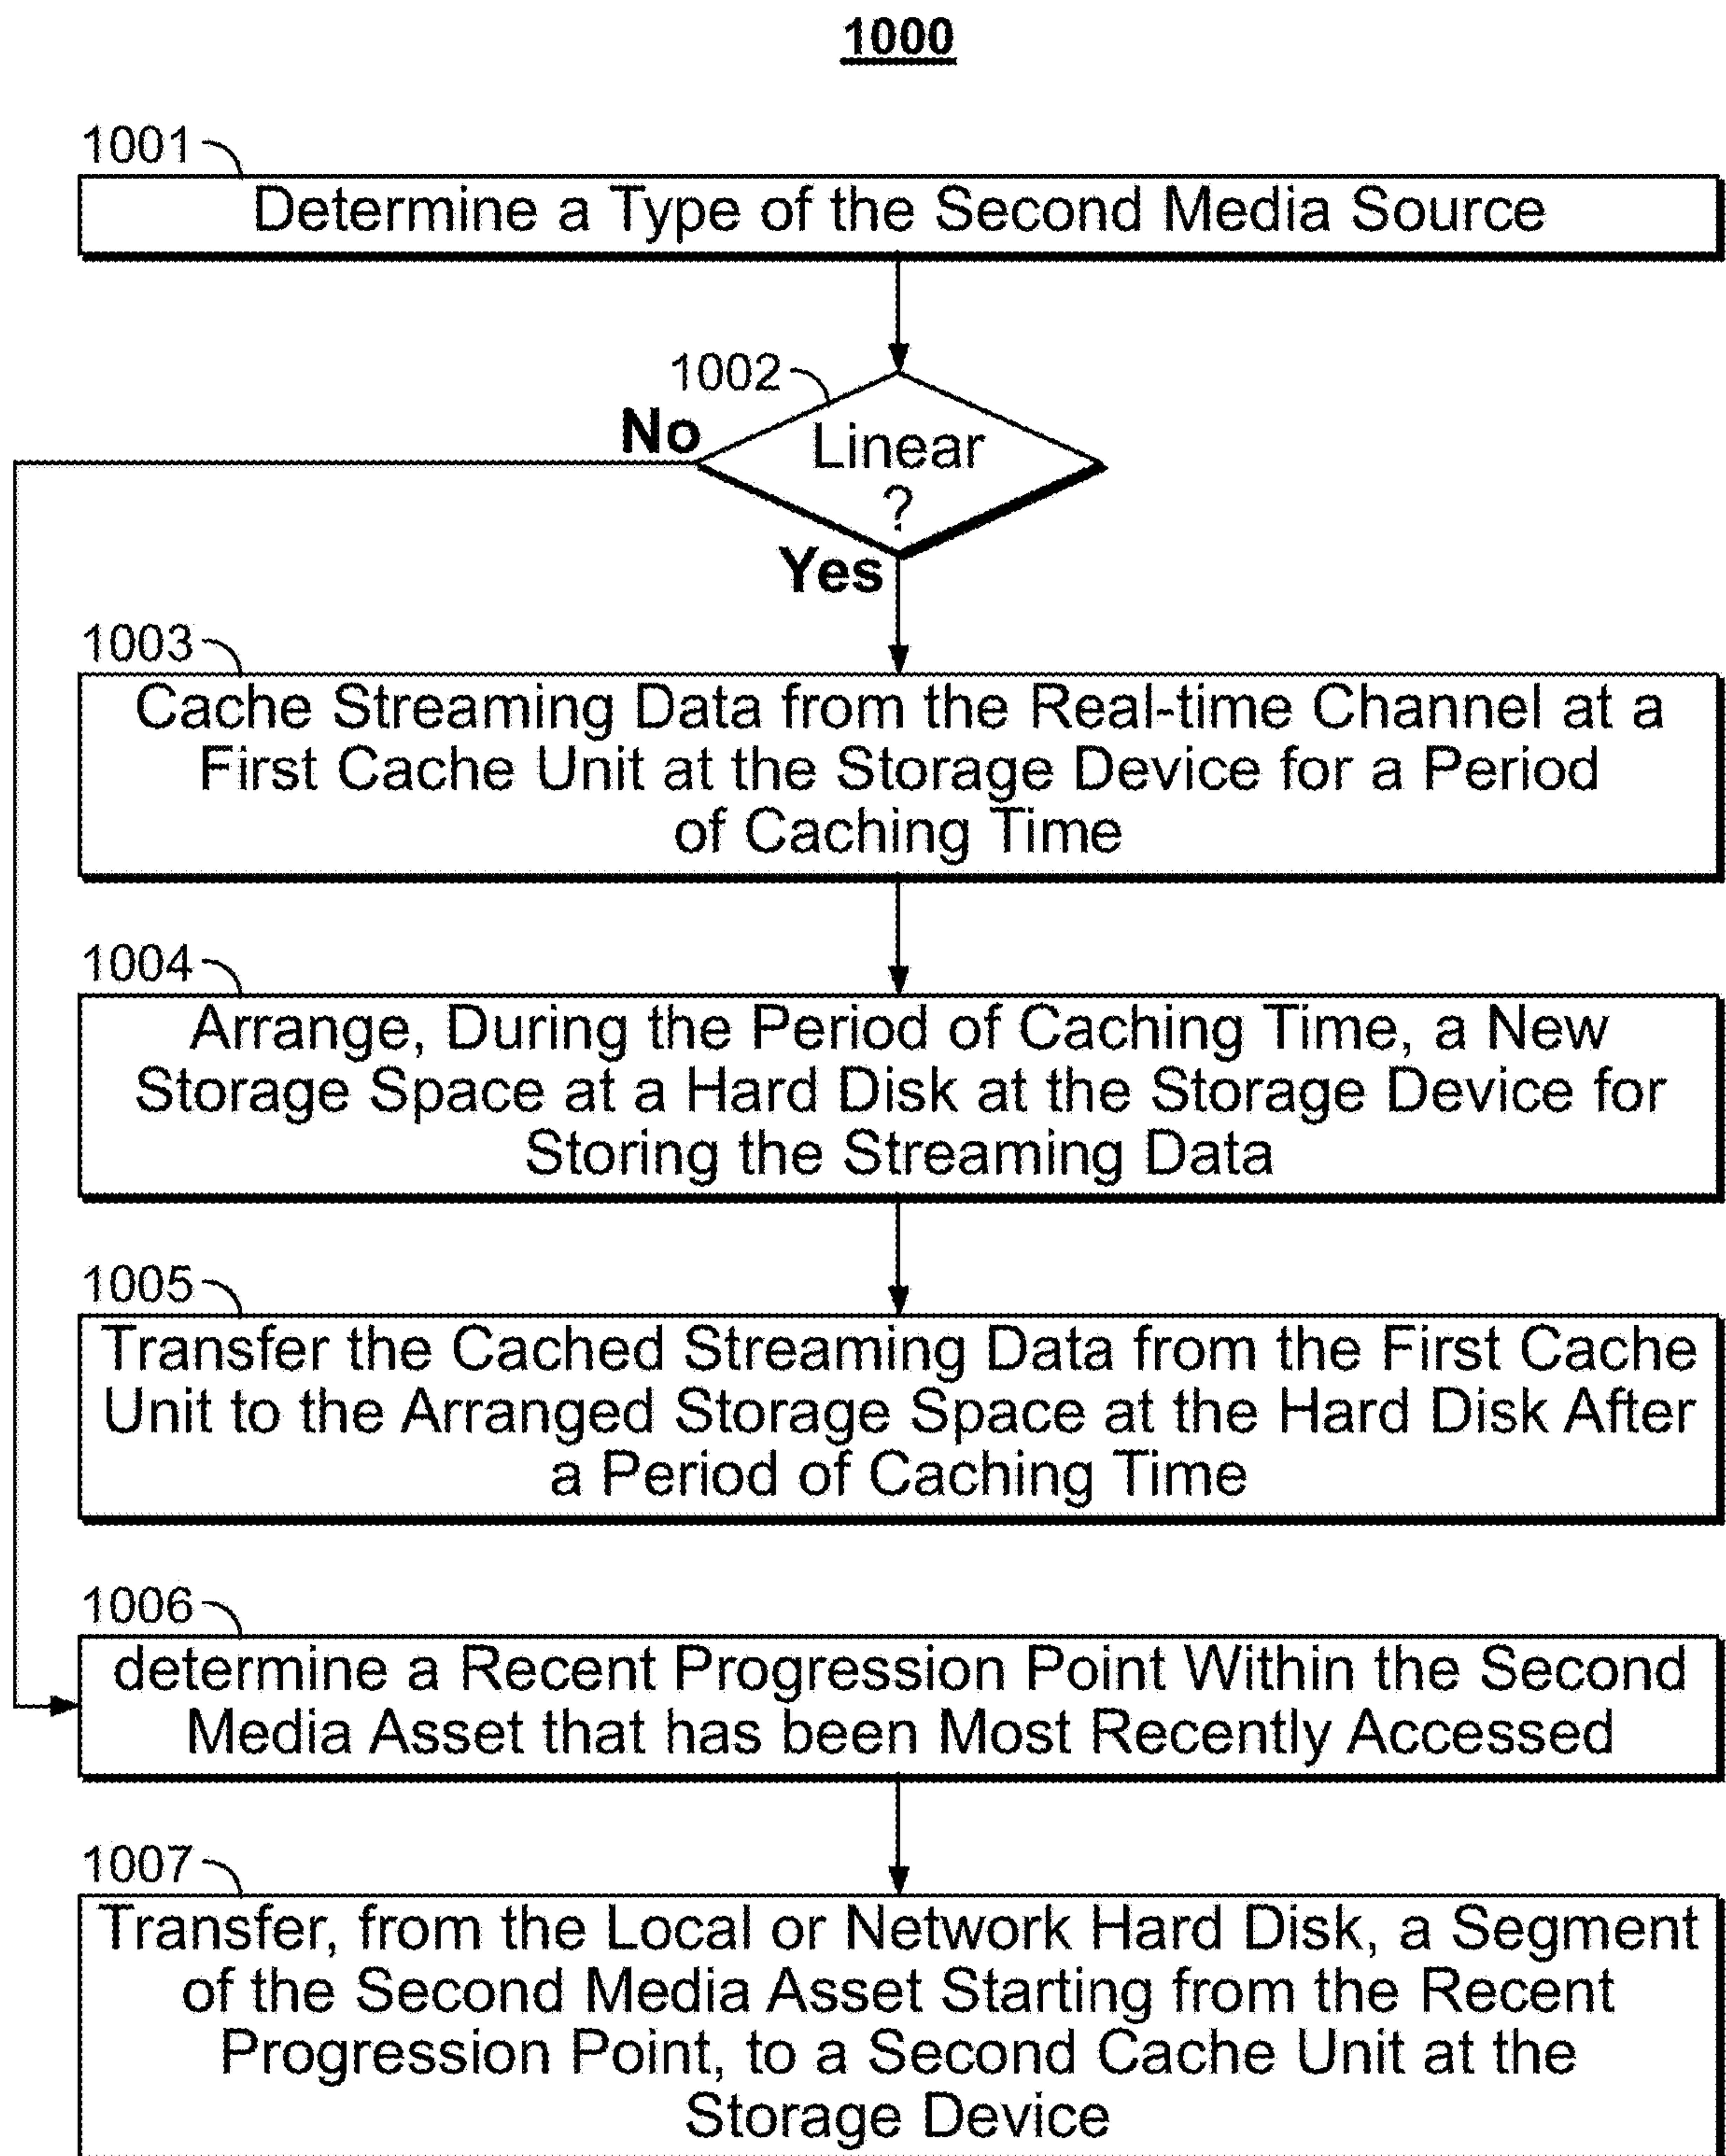 1000
1001
Determine a Type of the Second Media Source
1002
No
Linear
?
Yes
1003
Cache Streaming Data from the Real-time Channel at a
First Cache Unit at the Storage Device for a Period
of Caching Time
1004
Arrange, During the Period of Caching Time, a New
Storage Space at a Hard Disk at the Storage Device for
Storing the Streaming Data
1005
Transfer the Cached Streaming Data from the First Cache
Unit to the Arranged Storage Space at the Hard Disk After
a Period of Caching Time
1006
determine a Recent Progression Point Within the Second
Media Asset that has been Most Recently Accessed
1007
Transfer, from the Local or Network Hard Disk, a Segment
of the Second Media Asset Starting from the Recent
Progression Point, to a Second Cache Unit at the
Storage Device